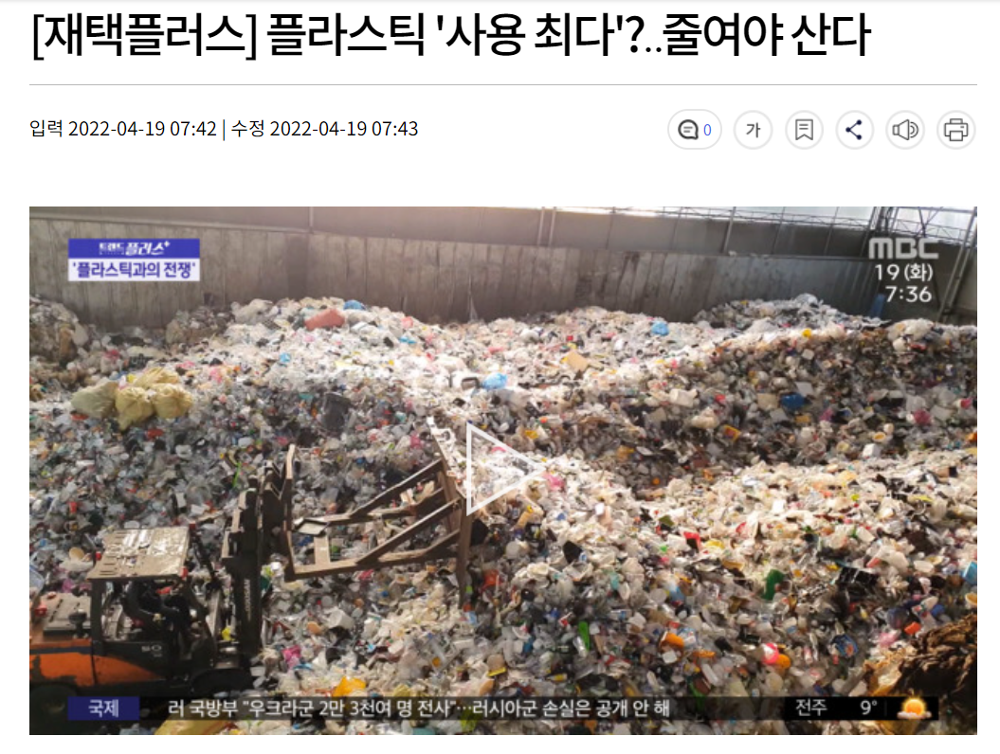 [재택플러스] 플라스틱 '사용 최다'?..줄여야 산다
입력 2022-04-19 07:42 | 수정 2022-04-19 07:43
0
가
트렌드 플러스+
'플라스틱과의 전쟁'
MBC
19(화)
7:36
국제 러 국방부 "우크라군 2만 3천여 명 전사"…러시아군 손실은 공개 안 해 전주 9°